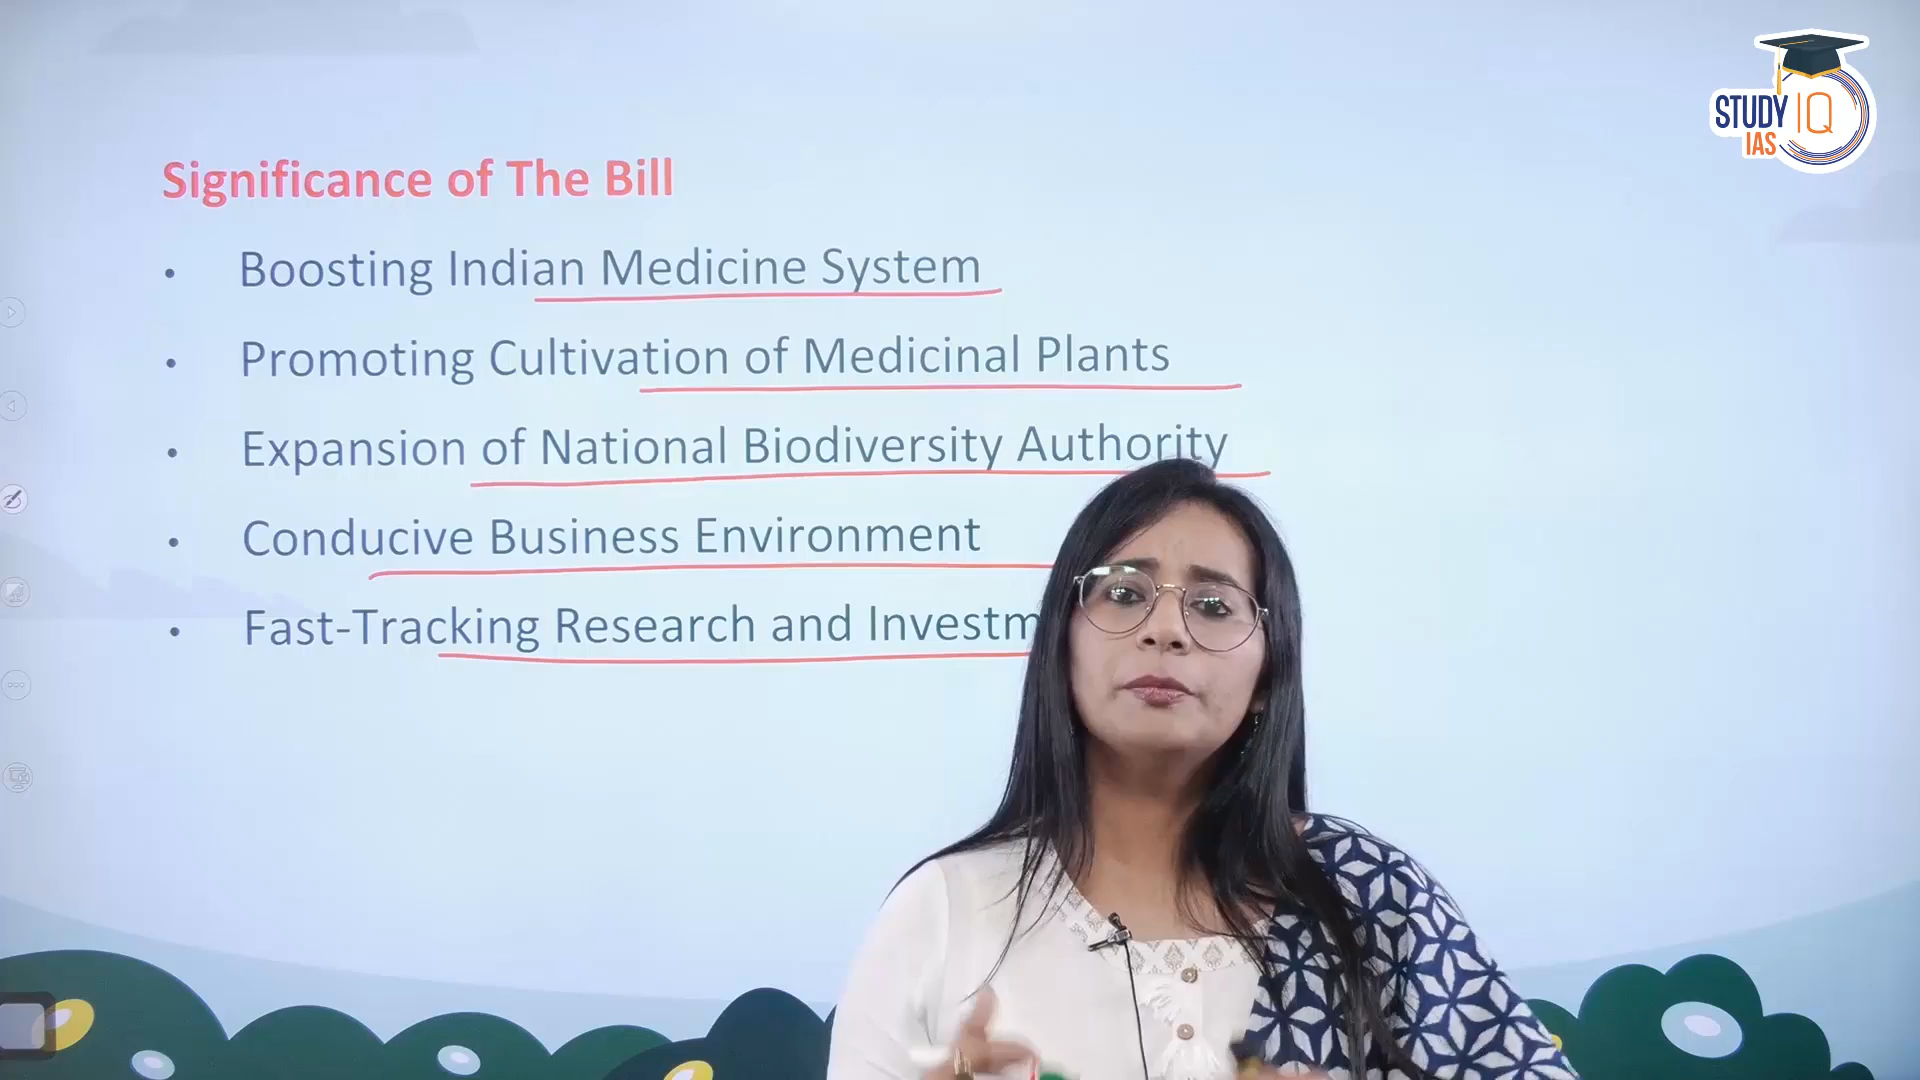 STUDY IQ
IAS
Significance of The Bill
• Boosting Indian Medicine System
• Promoting Cultivation of Medicinal Plants
• Expansion of National Biodiversity Authority
• Conducive Business Environment
• Fast-Tracking Research and Investm